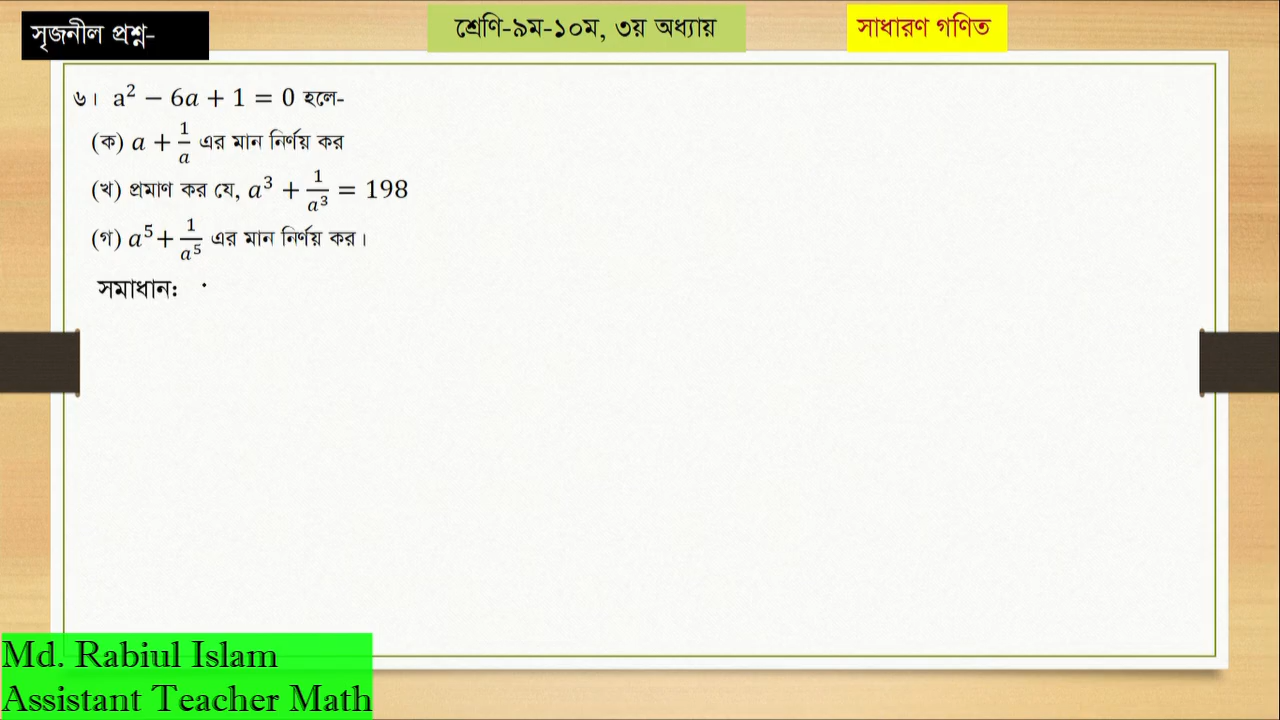 সৃজনীল প্রশ্ন-
শ্রেণি-৯ম-১০ম, ৩য় অধ্যায়
সাধারণ গণিত
৬। a² − 6a + 1 = 0 হলে-
(ক) a + 1/a এর মান নির্ণয় কর
(খ) প্রমাণ কর যে, a³ + 1/a³ = 198
(গ) a⁵+ 1/a⁵ এর মান নির্ণয় কর।
সমাধানঃ
Md. Rabiul Islam
Assistant Teacher Math